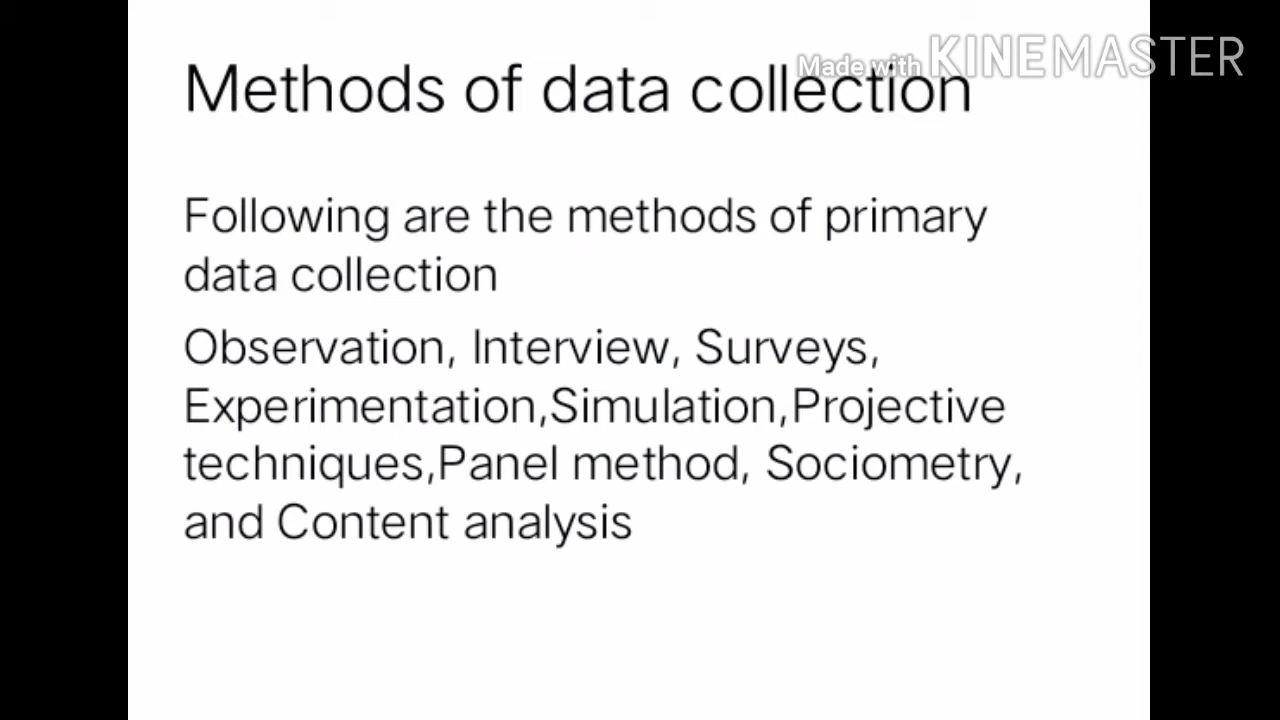 Made with KINEMASTER
Methods of data collection
Following are the methods of primary
data collection
Observation, Interview, Surveys,
Experimentation,Simulation,Projective
techniques,Panel method, Sociometry,
and Content analysis